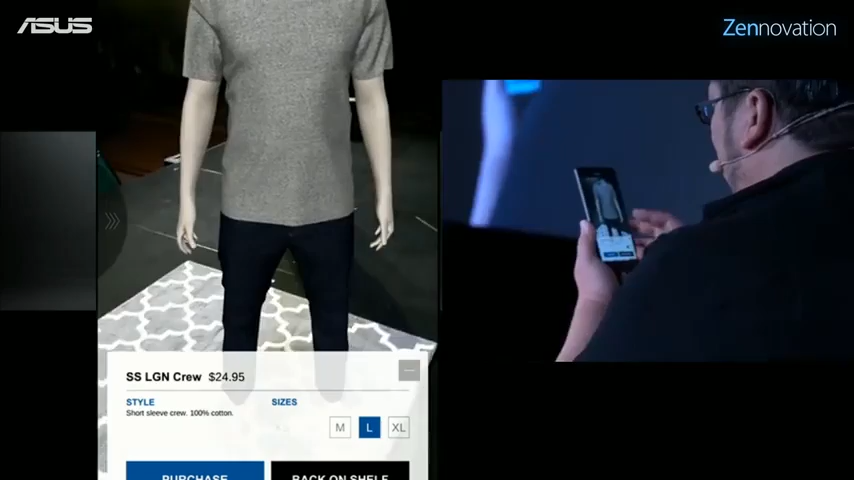 ASUS
Zennovation
SS LGN Crew $24.95
STYLE
SIZES
Short sleeve crew. 100% cotton.
M
L
XL
PURCHASE
BACK ON SHELF